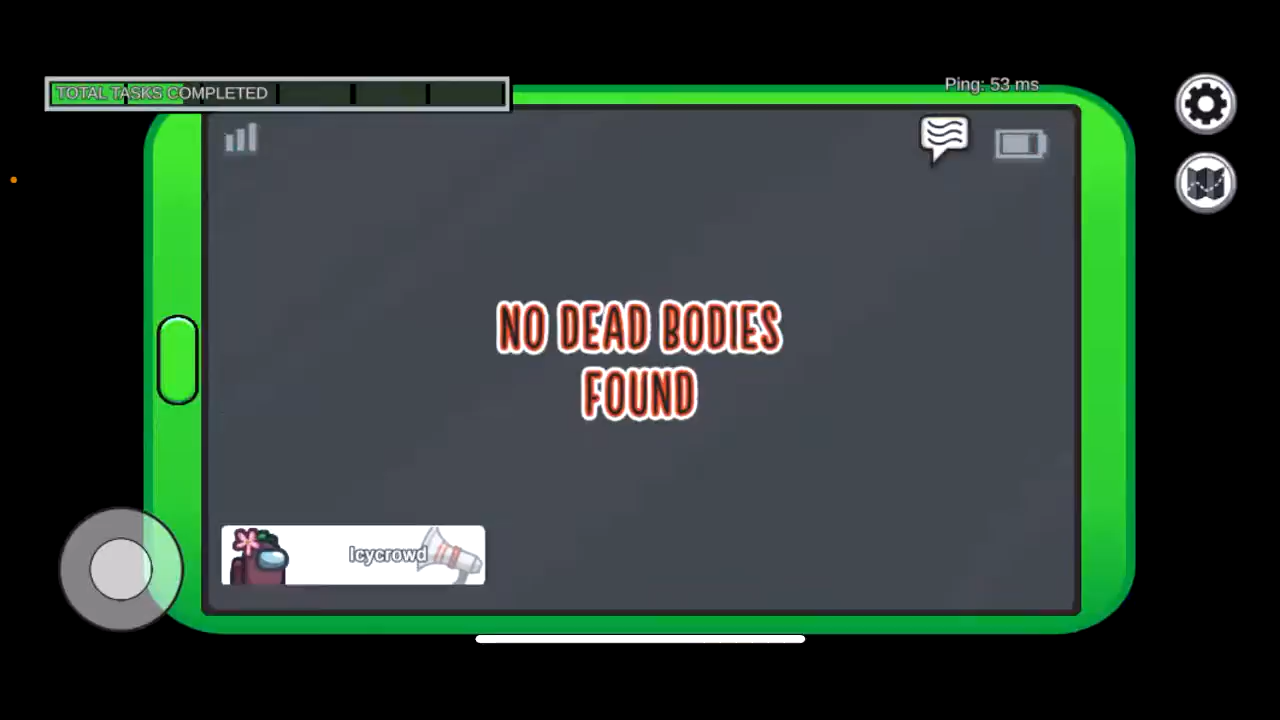 TOTAL TASKS COMPLETED
Ping: 53 ms
NO DEAD BODIES
FOUND
Icycrowd